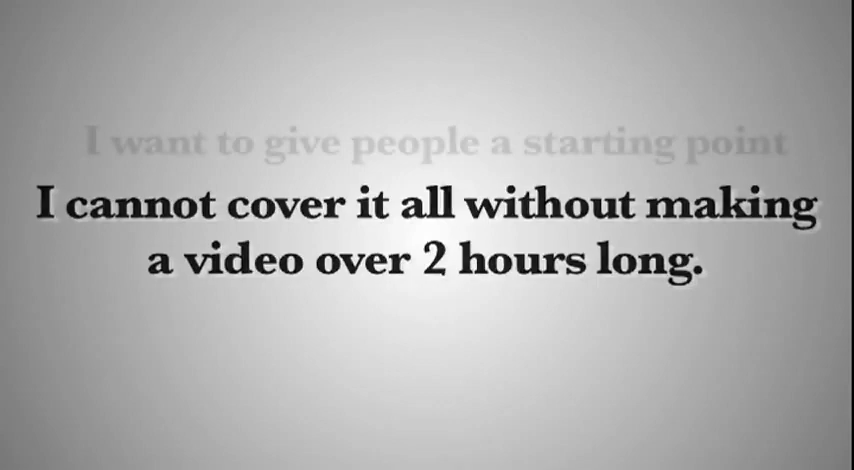 I want to give people a starting point
I cannot cover it all without making
a video over 2 hours long.